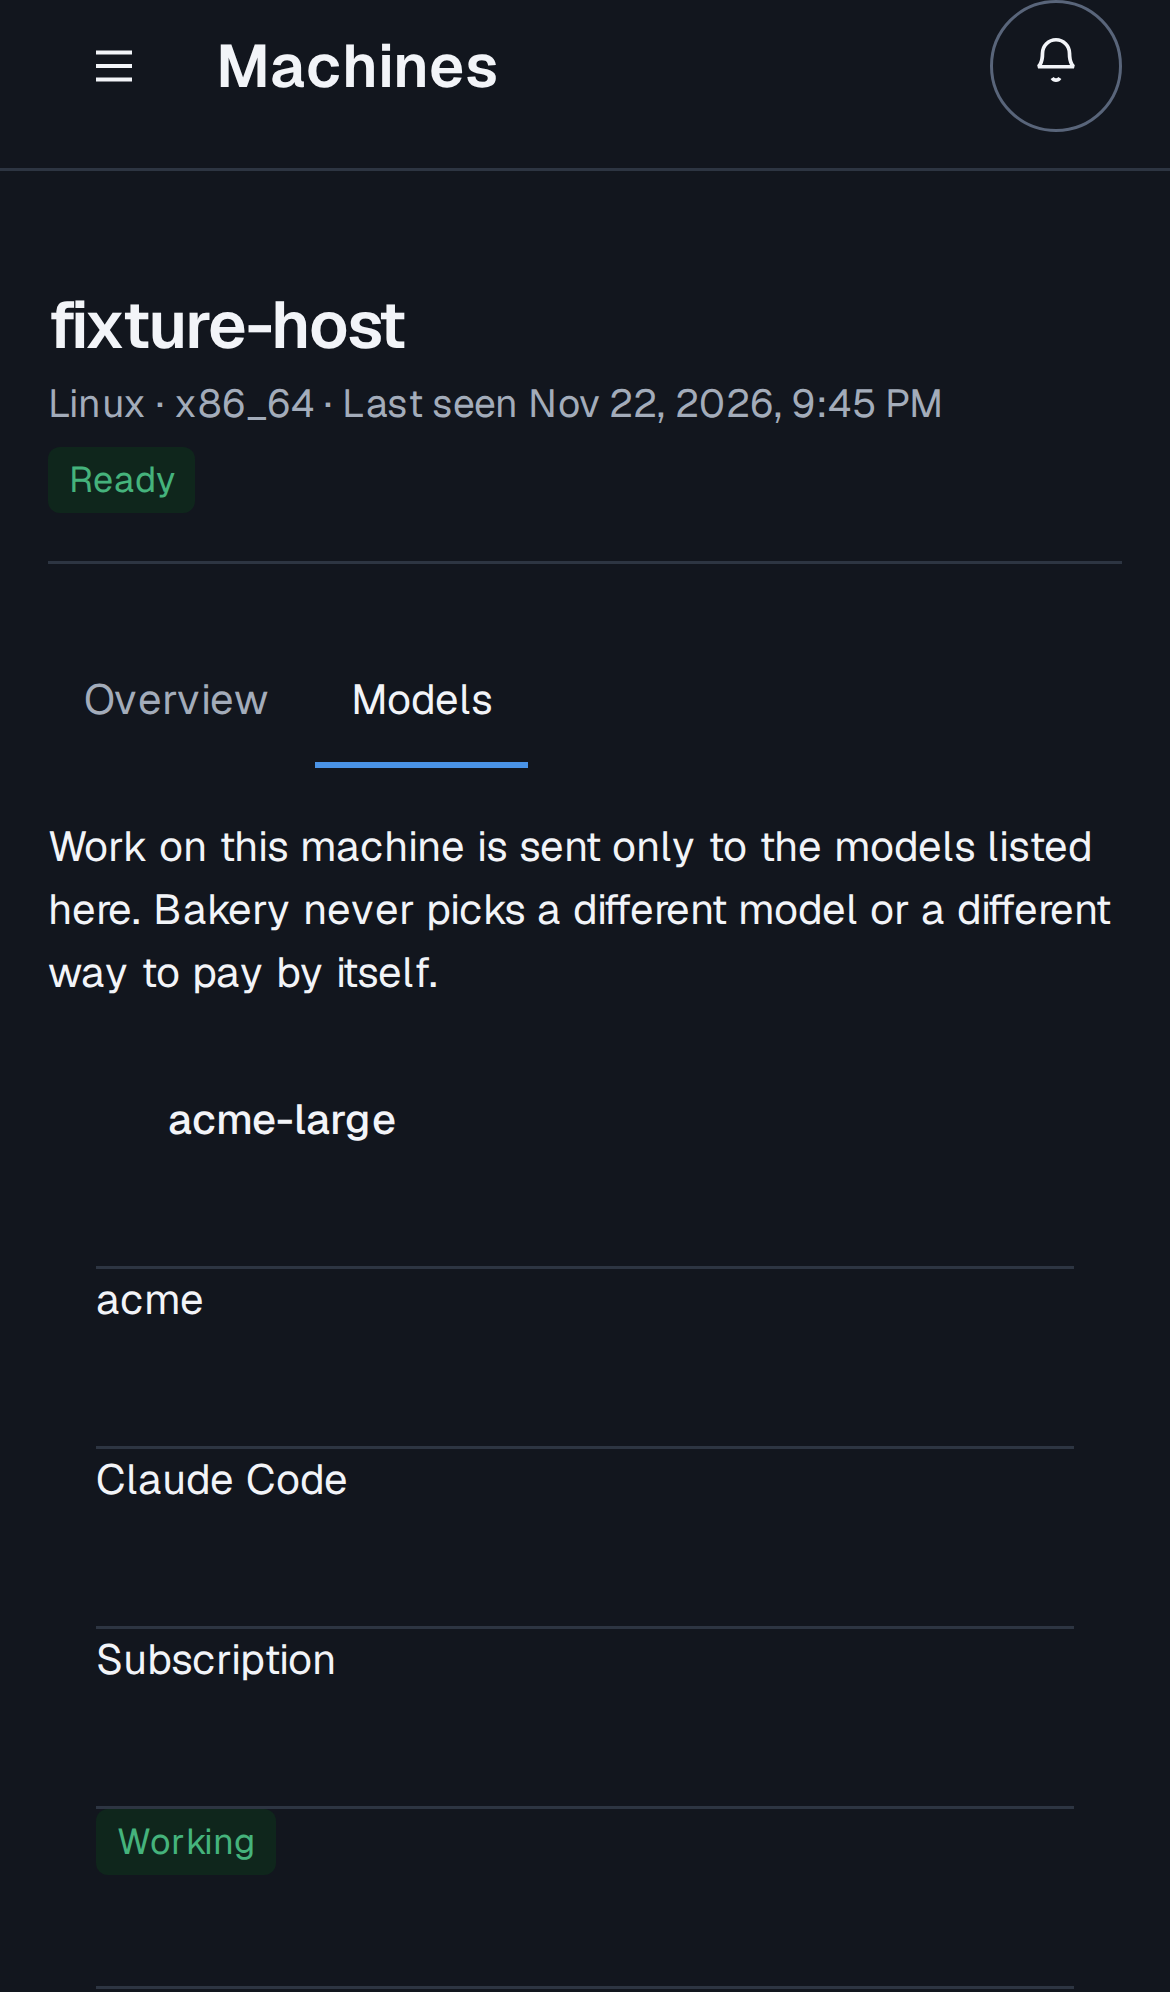 Machines
fixture-host
Linux · x86_64 · Last seen Nov 22, 2026, 9:45 PM
Ready
Overview Models
Work on this machine is sent only to the models listed
here. Bakery never picks a different model or a different
way to pay by itself.
acme-large
acme
Claude Code
Subscription
Working